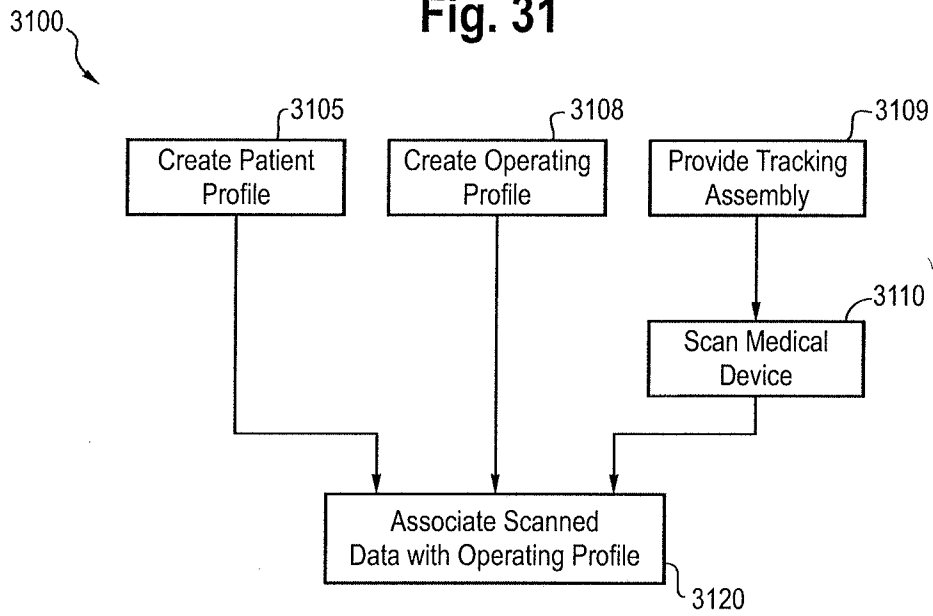 Fig. 31
3100
3105
3108
3109
Create Patient
Profile
Create Operating
Profile
Provide Tracking
Assembly
3110
Scan Medical
Device
Associate Scanned
Data with Operating Profile
3120